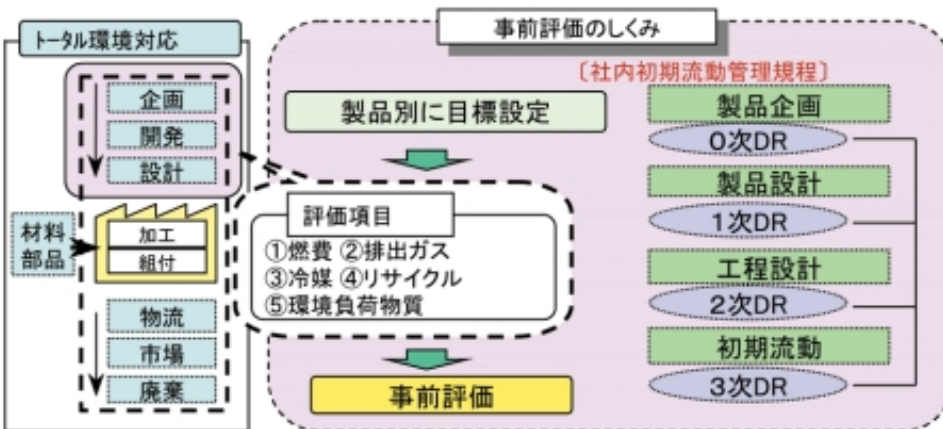 トータル環境対応
企画
開発
設計
材料
部品
加工
組付
物流
市場
廃棄
事前評価のしくみ
〔社内初期流動管理規程〕
製品別に目標設定
評価項目
①燃費 ②排出ガス
③冷媒 ④リサイクル
⑤環境負荷物質
事前評価
製品企画
0次DR
製品設計
1次DR
工程設計
2次DR
初期流動
3次DR